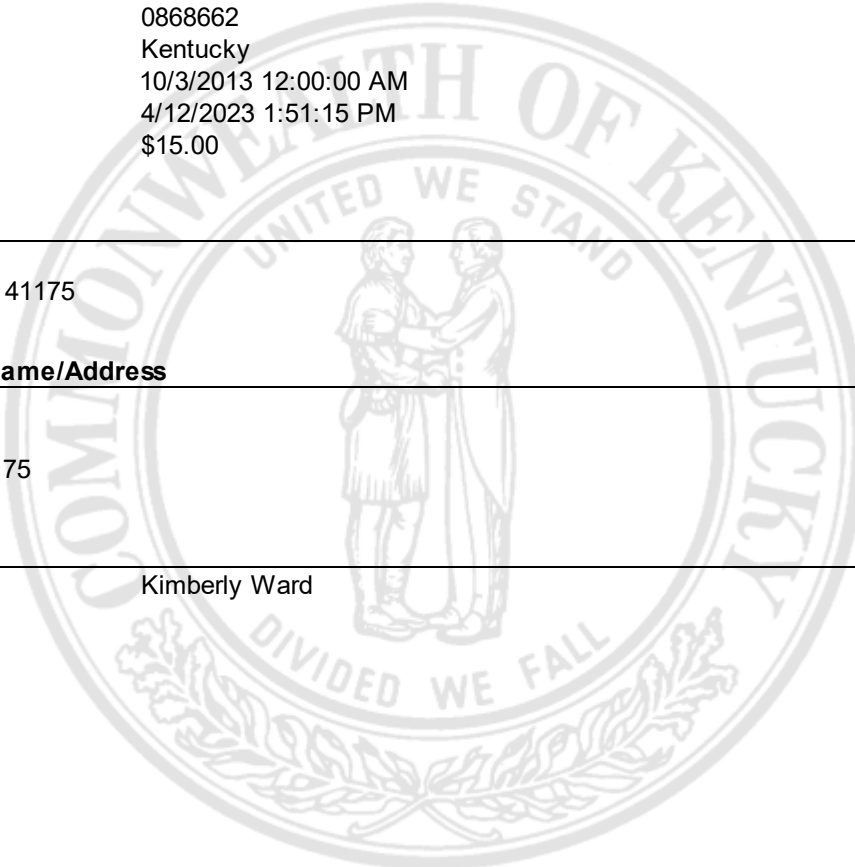 0868662
Kentucky
10/3/2013 12:00:00 AM
4/12/2023 1:51:15 PM
$15.00
41175
ame/Address
75
Kimberly Ward
COMMONWEALTH OF KENTUCKY
UNITED WE STAND
DIVIDED WE FALL